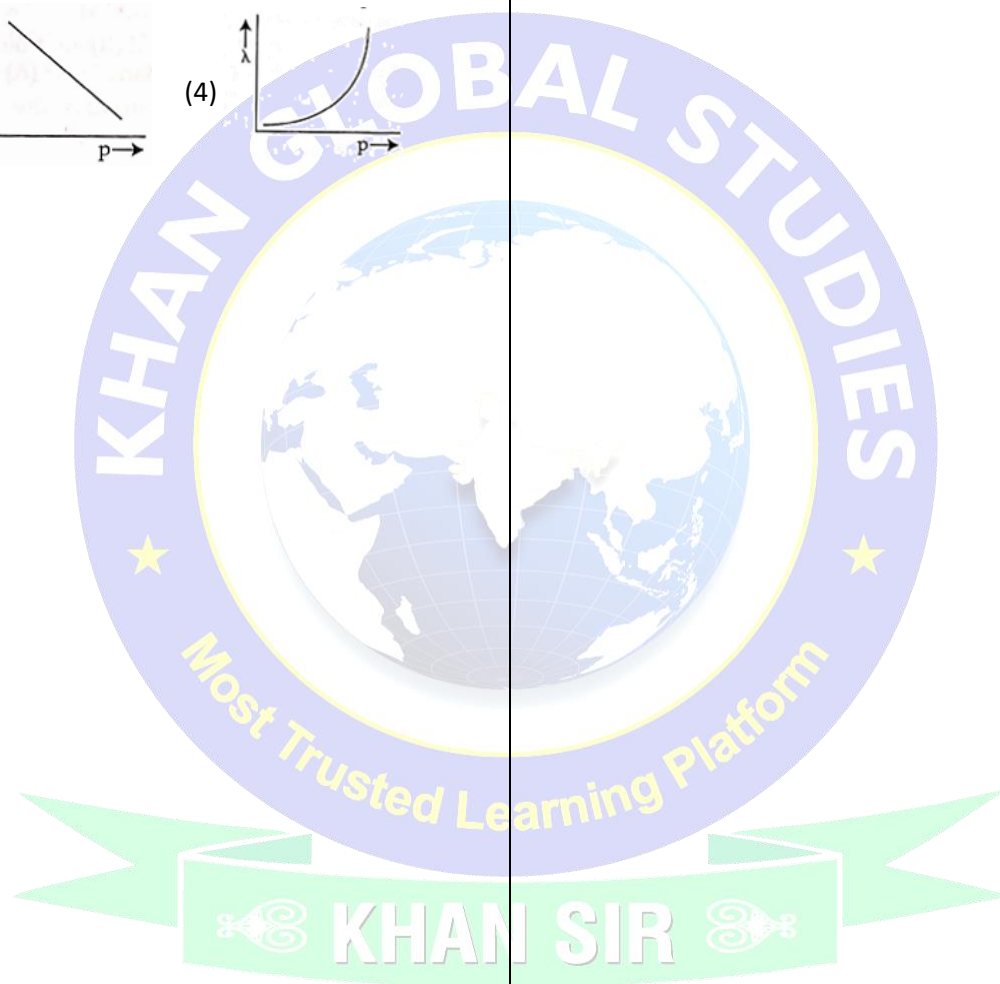 λ
(4)
p→
p→
KHAN GLOBAL STUDIES
Most Trusted Learning Platform
KHAN SIR